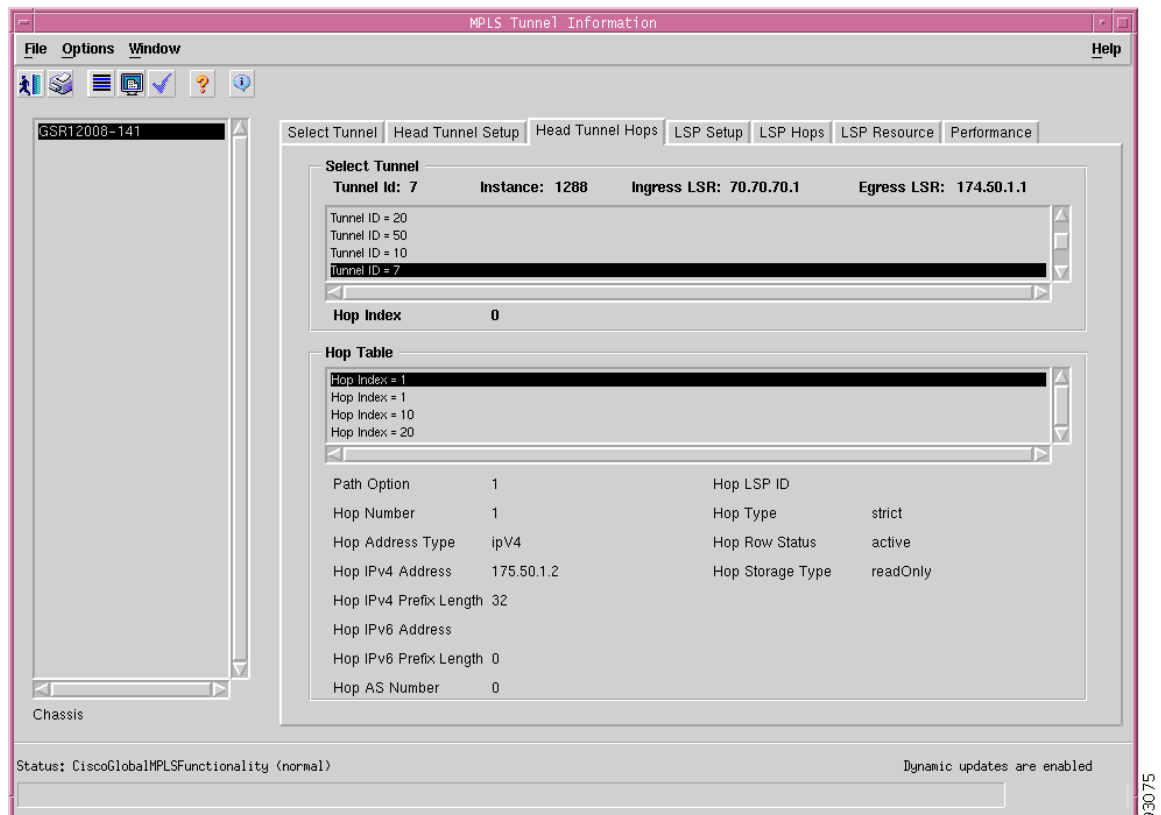 MPLS Tunnel Information
File Options Window Help
GSR12008-141
Select Tunnel Head Tunnel Setup Head Tunnel Hops LSP Setup LSP Hops LSP Resource Performance
Select Tunnel
Tunnel Id: 7 Instance: 1288 Ingress LSR: 70.70.70.1 Egress LSR: 174.50.1.1
Tunnel ID = 20
Tunnel ID = 50
Tunnel ID = 10
Tunnel ID = 7
Hop Index 0
Hop Table
Hop Index = 1
Hop Index = 1
Hop Index = 10
Hop Index = 20
Path Option 1 Hop LSP ID
Hop Number 1 Hop Type strict
Hop Address Type ipV4 Hop Row Status active
Hop IPv4 Address 175.50.1.2 Hop Storage Type readOnly
Hop IPv4 Prefix Length 32
Hop IPv6 Address
Hop IPv6 Prefix Length 0
Hop AS Number 0
Chassis
Status: CiscoGlobalMPLSFunctionality (normal) Dynamic updates are enabled
93075